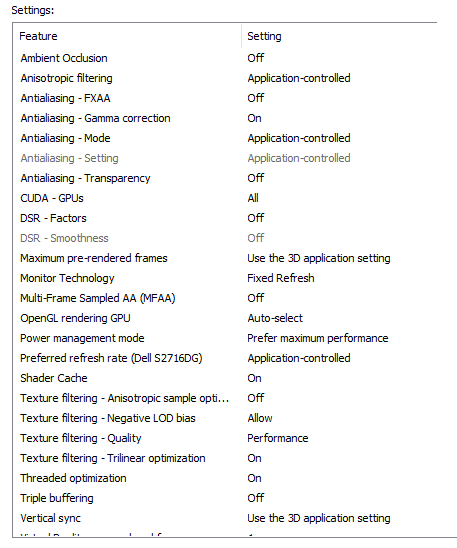 Settings:
Feature Setting
Ambient Occlusion Off
Anisotropic filtering Application-controlled
Antialiasing - FXAA Off
Antialiasing - Gamma correction On
Antialiasing - Mode Application-controlled
Antialiasing - Setting Application-controlled
Antialiasing - Transparency Off
CUDA - GPUs All
DSR - Factors Off
DSR - Smoothness Off
Maximum pre-rendered frames Use the 3D application setting
Monitor Technology Fixed Refresh
Multi-Frame Sampled AA (MFAA) Off
OpenGL rendering GPU Auto-select
Power management mode Prefer maximum performance
Preferred refresh rate (Dell S2716DG) Application-controlled
Shader Cache On
Texture filtering - Anisotropic sample opti... Off
Texture filtering - Negative LOD bias Allow
Texture filtering - Quality Performance
Texture filtering - Trilinear optimization On
Threaded optimization On
Triple buffering Off
Vertical sync Use the 3D application setting